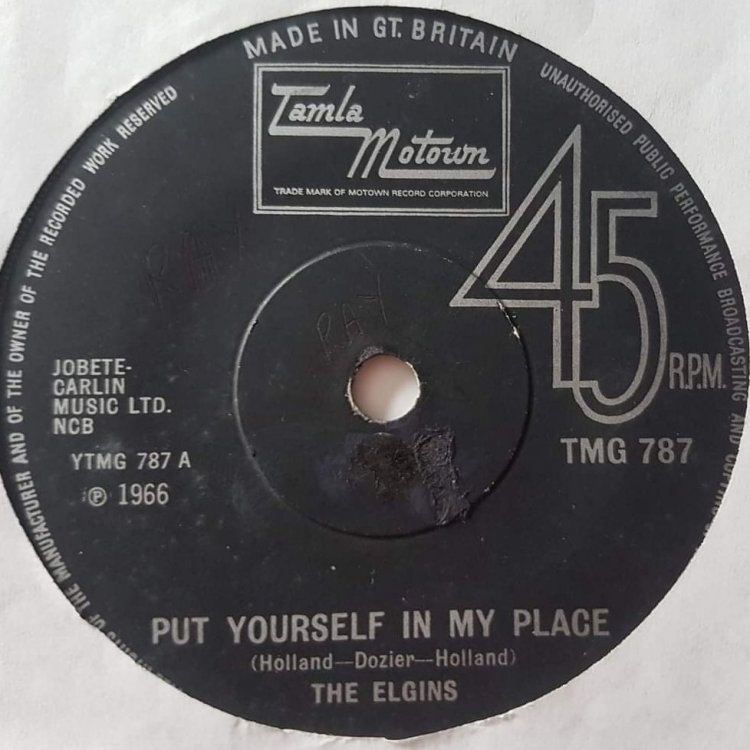 MADE IN GT. BRITAIN
UNAUTHORISED PUBLIC PERFORMANCE BROADCASTING AND COPYING
RIGHTS OF THE MANUFACTURER AND OF THE OWNER OF THE RECORDED WORK RESERVED
Tamla
Motown
TRADE MARK OF MOTOWN RECORD CORPORATION
45
R.P.M.
RAY
RAY
JOBETE-
CARLIN
MUSIC LTD.
NCB
TMG 787
YTMG 787 A
℗ 1966
PUT YOURSELF IN MY PLACE
(Holland—Dozier—Holland)
THE ELGINS